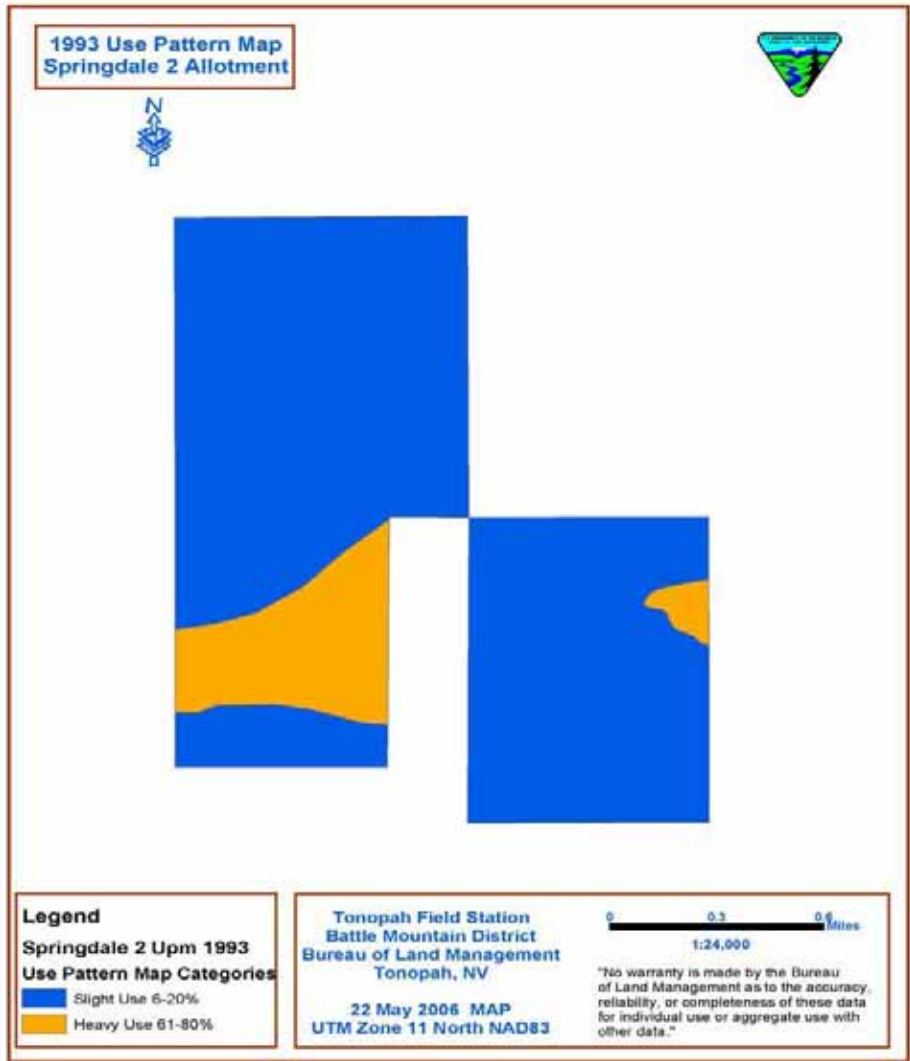 1993 Use Pattern Map
Springdale 2 Allotment
N
Legend
Springdale 2 Upm 1993
Use Pattern Map Categories
Slight Use 6-20%
Heavy Use 61-80%
Tonopah Field Station
Battle Mountain District
Bureau of Land Management
Tonopah, NV
22 May 2006 MAP
UTM Zone 11 North NAD83
0 0.3 0.6
Miles
1:24,000
"No warranty is made by the Bureau
of Land Management as to the accuracy,
reliability, or completeness of these data
for individual use or aggregate use with
other data."